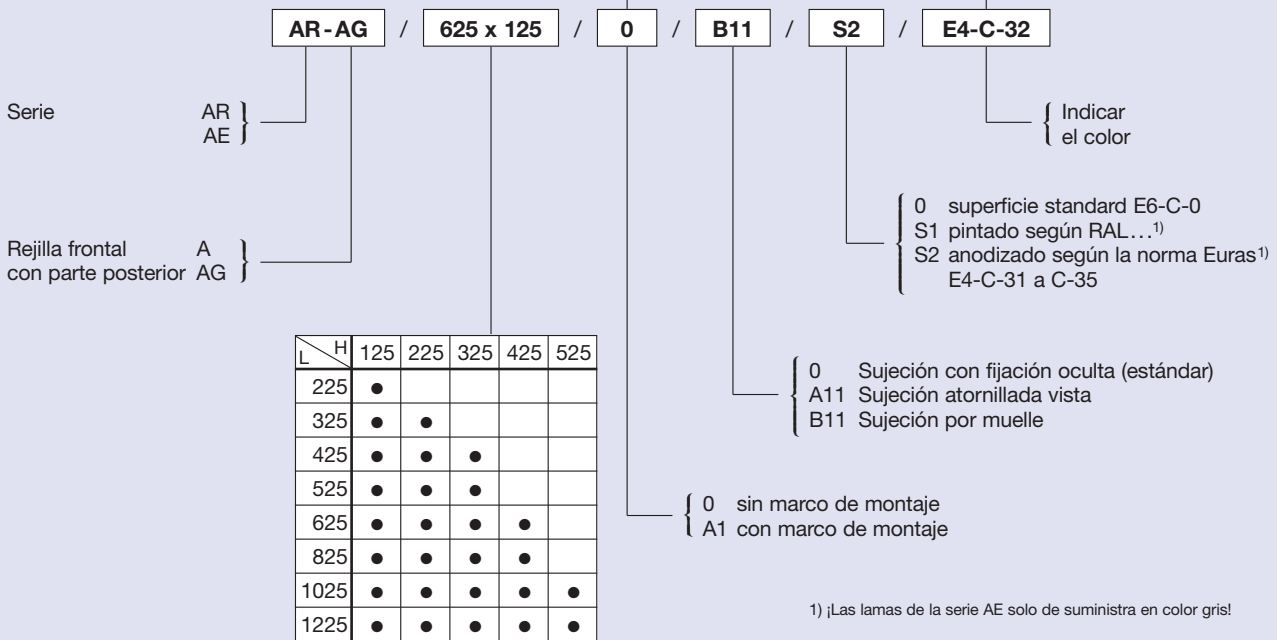 AR-AG / 625 x 125 / 0 / B11 / S2 / E4-C-32
Serie AR
AE
Indicar
el color
0 superficie standard E6-C-0
S1 pintado según RAL...1)
S2 anodizado según la norma Euras1)
E4-C-31 a C-35
Rejilla frontal A
con parte posterior AG
L H 125 225 325 425 525
225 ●
325 ● ●
425 ● ● ●
525 ● ● ●
625 ● ● ● ●
825 ● ● ● ●
1025 ● ● ● ● ●
1225 ● ● ● ● ●
0 Sujeción con fijación oculta (estándar)
A11 Sujeción atornillada vista
B11 Sujeción por muelle
0 sin marco de montaje
A1 con marco de montaje
1) ¡Las lamas de la serie AE solo de suministra en color gris!